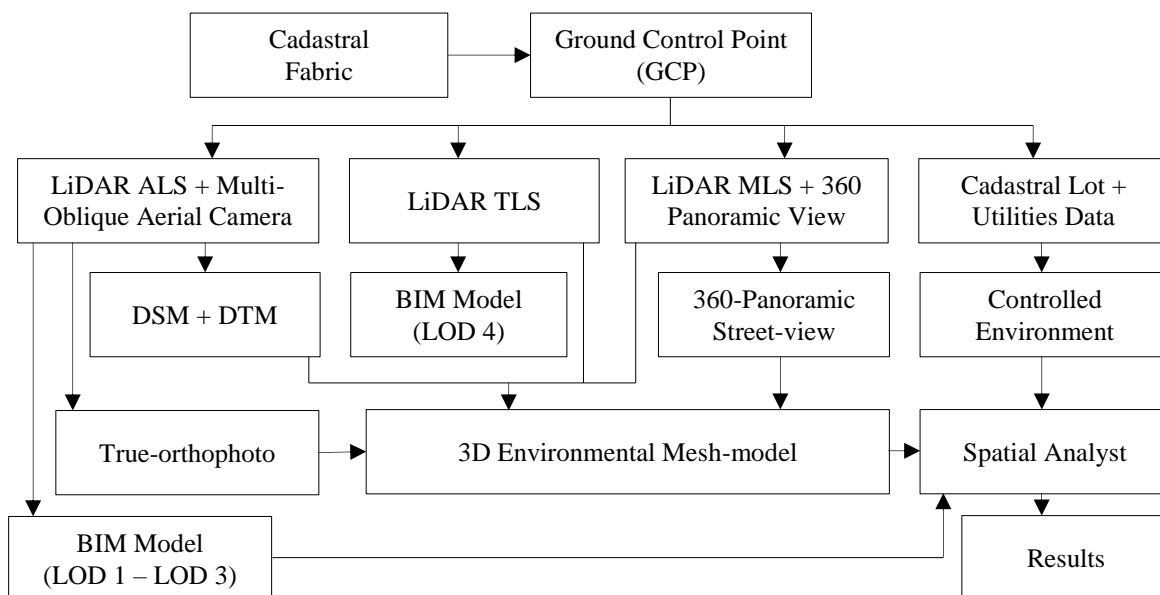 Cadastral
Fabric
Ground Control Point
(GCP)
LiDAR ALS + Multi-
Oblique Aerial Camera
LiDAR TLS
LiDAR MLS + 360
Panoramic View
Cadastral Lot +
Utilities Data
DSM + DTM
BIM Model
(LOD 4)
360-Panoramic
Street-view
Controlled
Environment
True-orthophoto
3D Environmental Mesh-model
Spatial Analyst
BIM Model
(LOD 1 – LOD 3)
Results